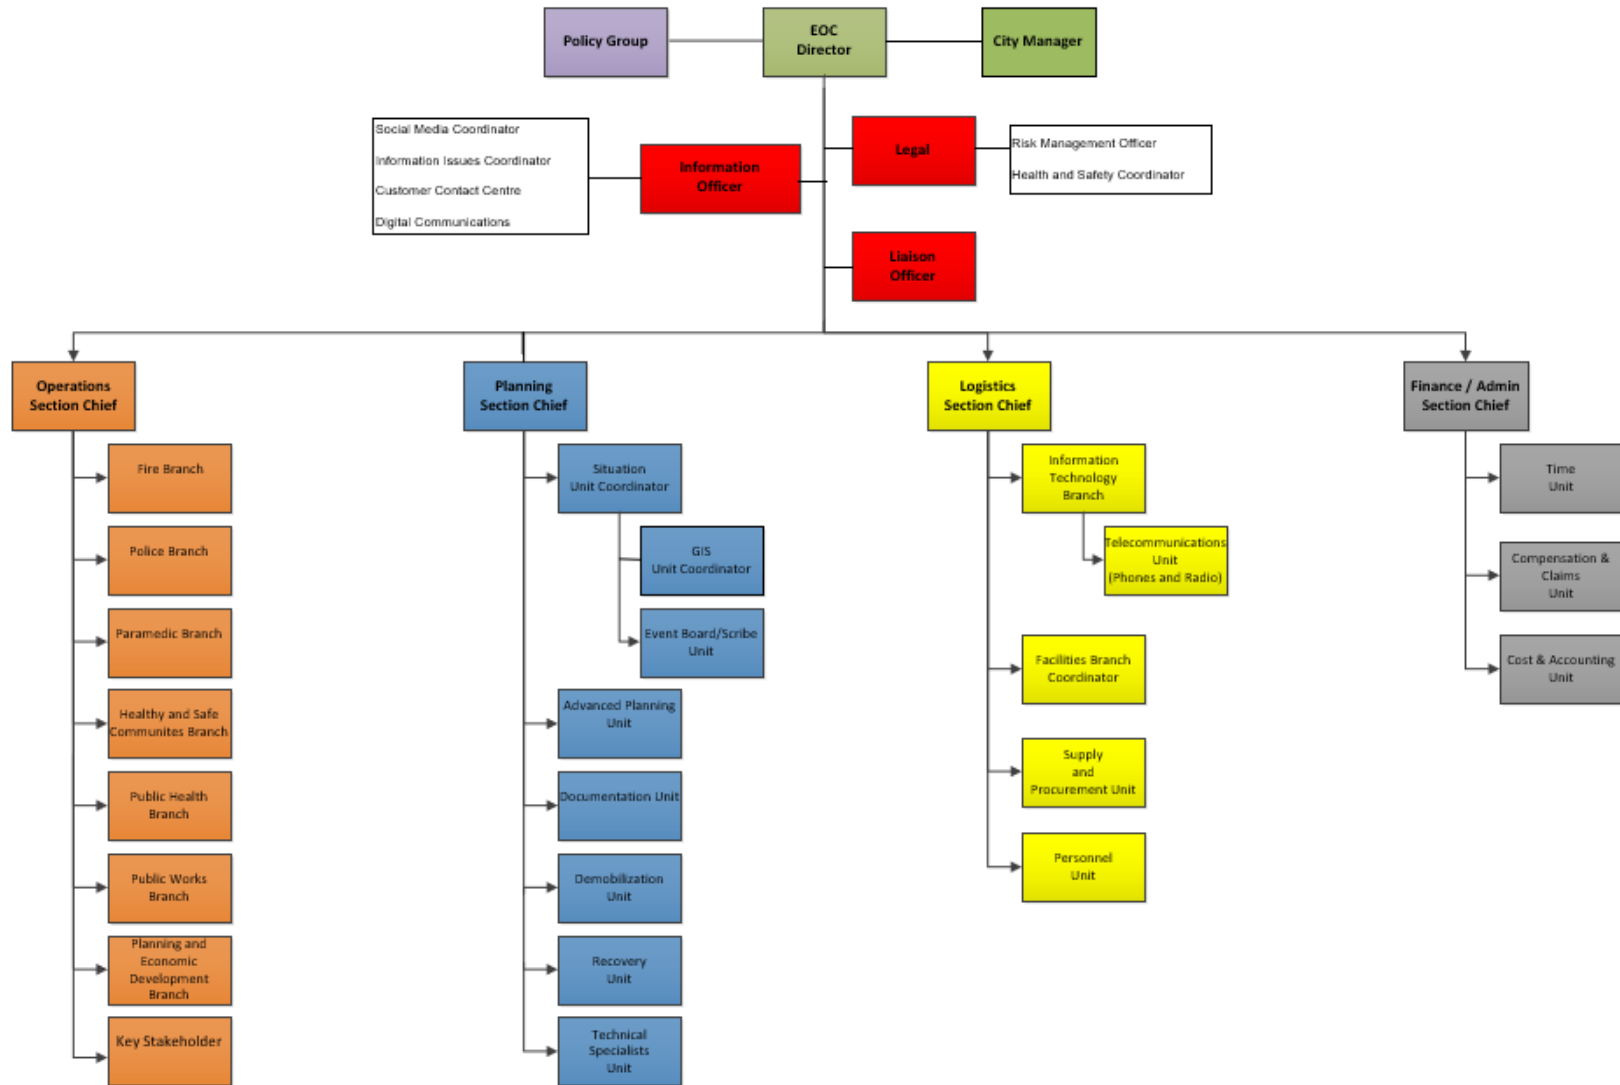 Policy Group
EOC
Director
City Manager
Social Media Coordinator
Information Issues Coordinator
Customer Contact Centre
Digital Communications
Information
Officer
Legal
Risk Management Officer
Health and Safety Coordinator
Liaison
Officer
Operations
Section Chief
Fire Branch
Police Branch
Paramedic Branch
Healthy and Safe
Communites Branch
Public Health
Branch
Public Works
Branch
Planning and
Economic
Development
Branch
Key Stakeholder
Planning
Section Chief
Situation
Unit Coordinator
GIS
Unit Coordinator
Event Board/Scribe
Unit
Advanced Planning
Unit
Documentation Unit
Demobilization
Unit
Recovery
Unit
Technical
Specialists
Unit
Logistics
Section Chief
Information
Technology
Branch
Telecommunications
Unit
(Phones and Radio)
Facilities Branch
Coordinator
Supply
and
Procurement Unit
Personnel
Unit
Finance / Admin
Section Chief
Time
Unit
Compensation &
Claims
Unit
Cost & Accounting
Unit